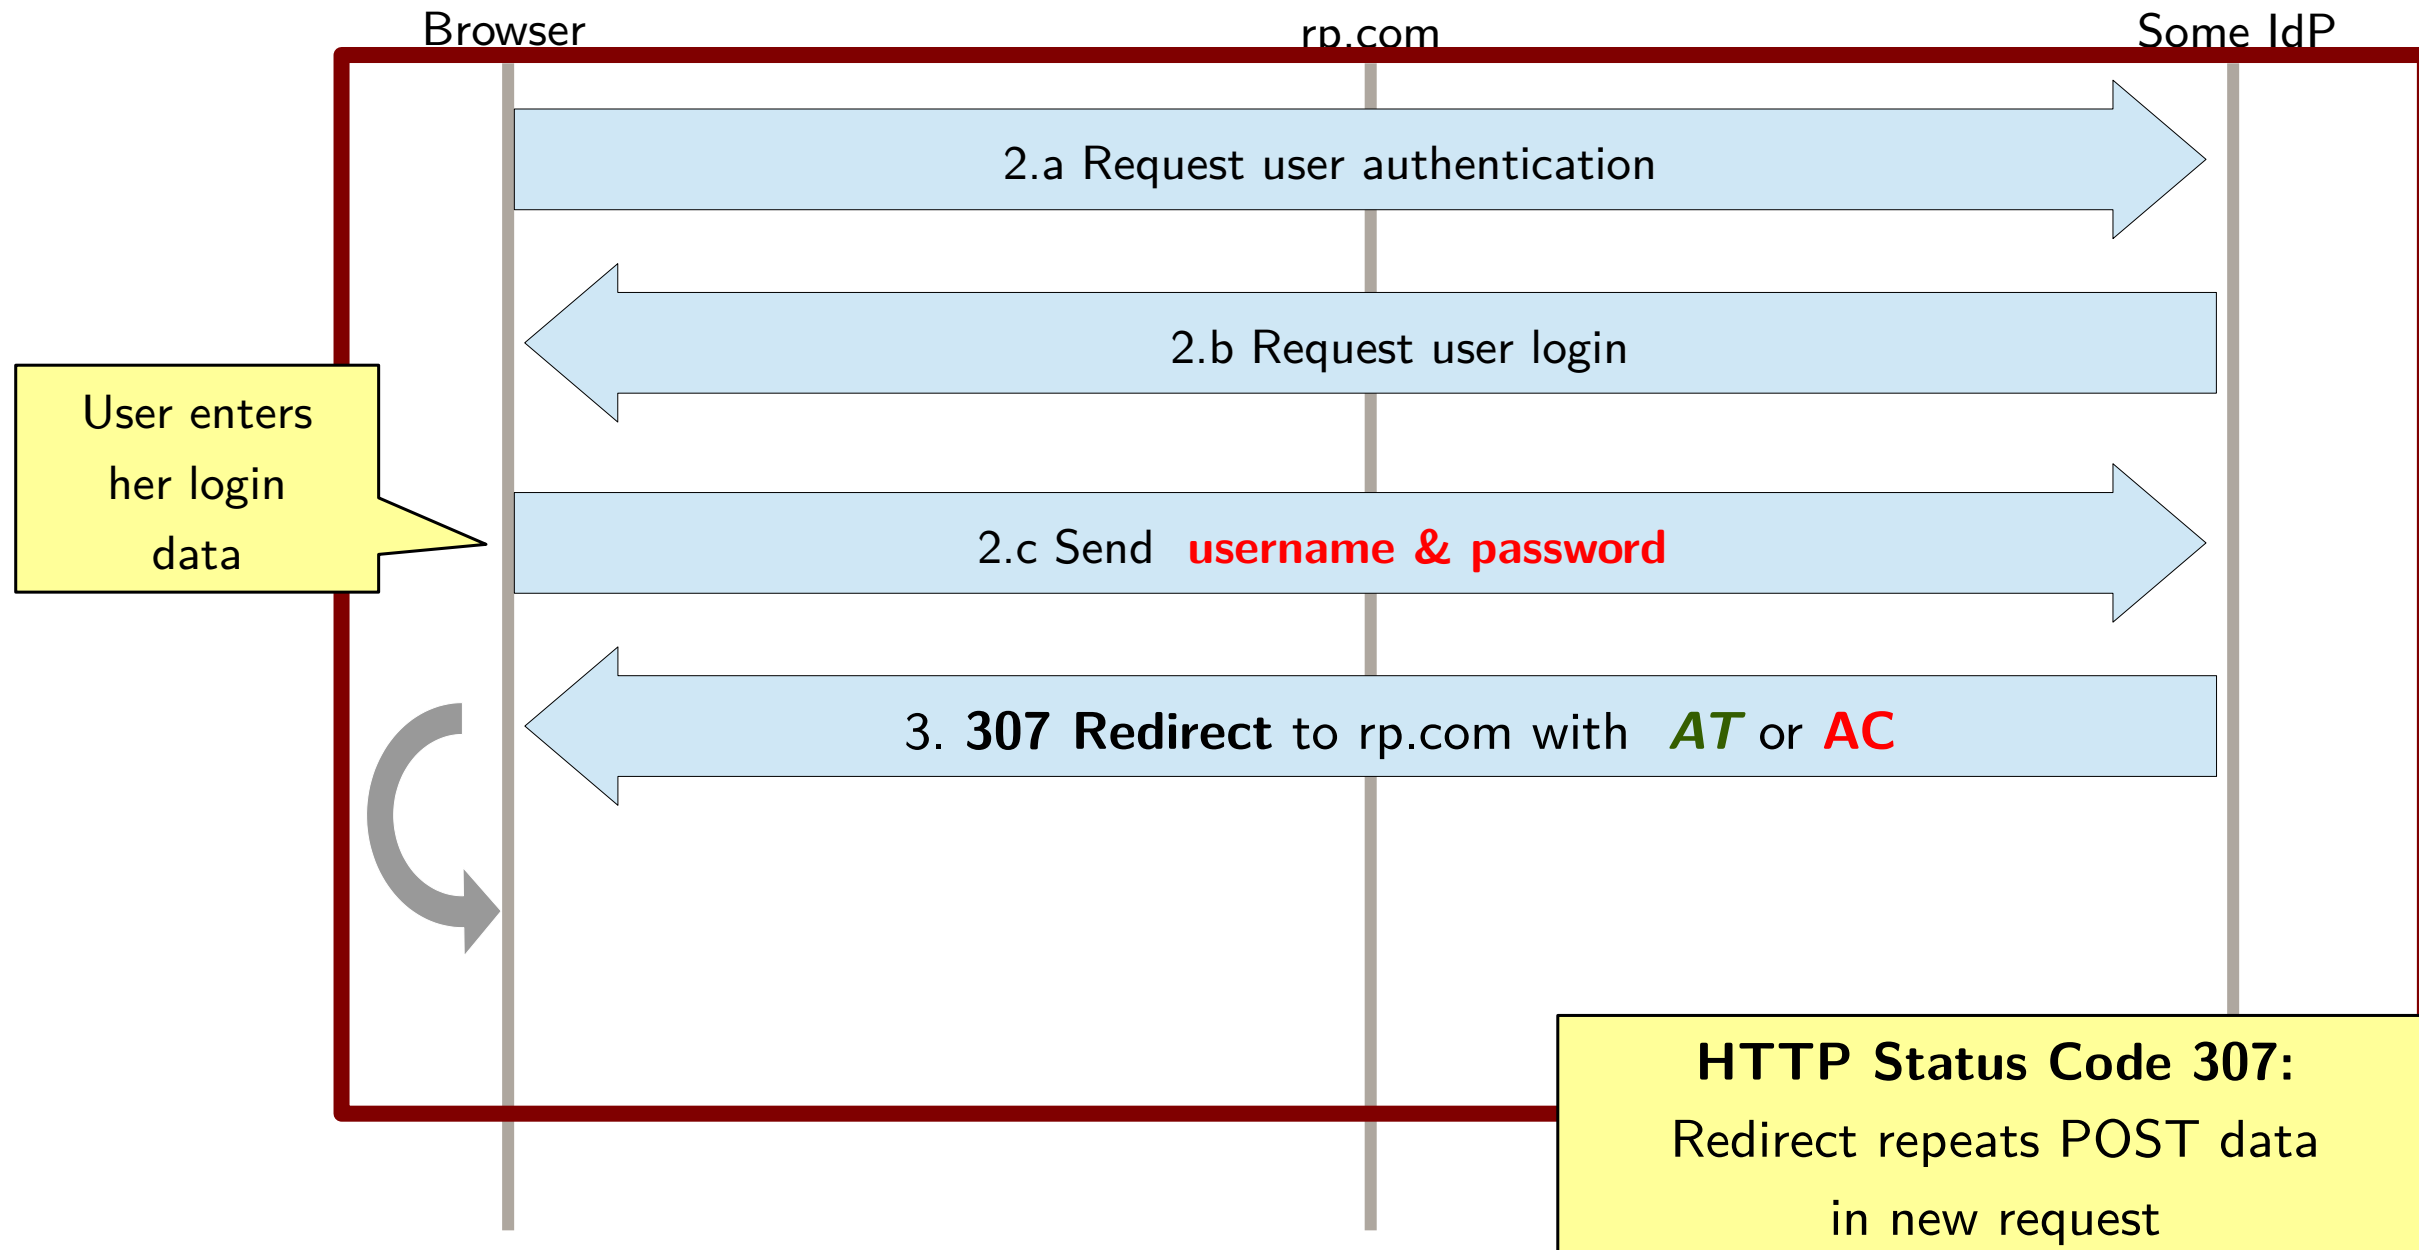 Browser
rp.com
Some IdP
2.a Request user authentication
2.b Request user login
User enters
her login
data
2.c Send username & password
3. 307 Redirect to rp.com with AT or AC
HTTP Status Code 307:
Redirect repeats POST data
in new request